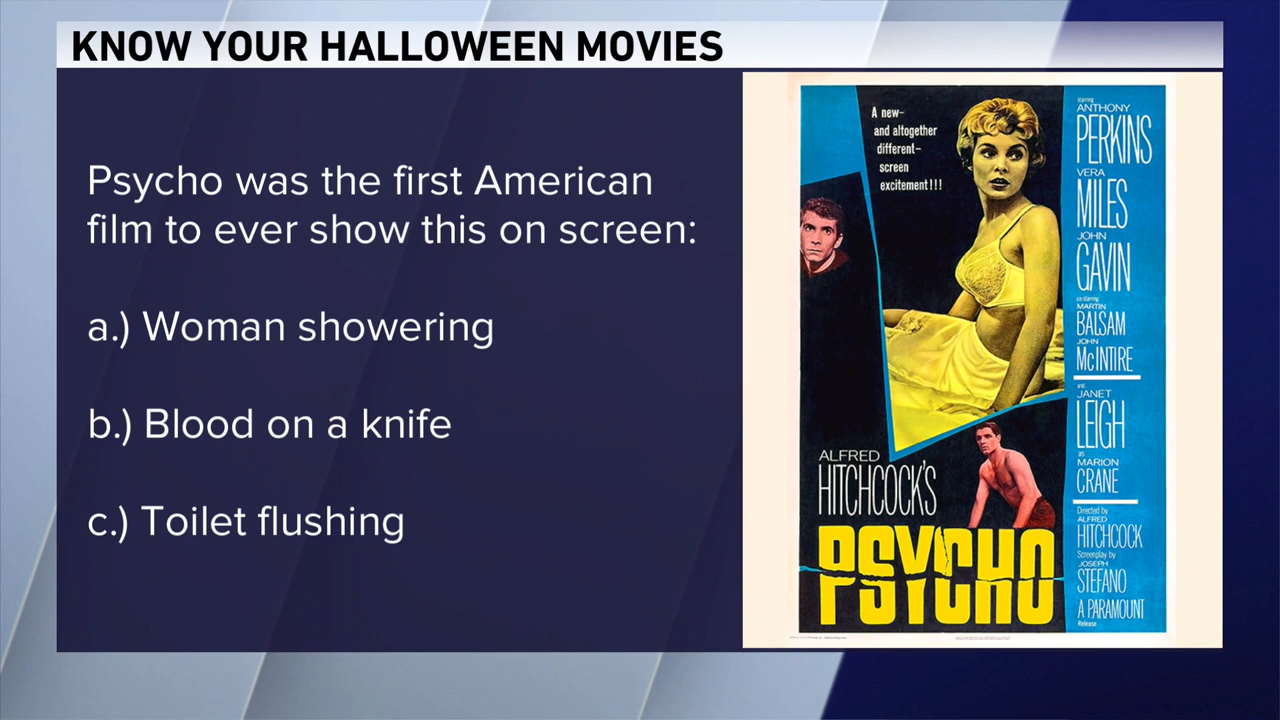 KNOW YOUR HALLOWEEN MOVIES
Psycho was the first American
film to ever show this on screen:
a.) Woman showering
b.) Blood on a knife
c.) Toilet flushing
A new-
and altogether
different-
screen
excitement!!!
starring
ANTHONY
PERKINS
VERA
MILES
JOHN
GAVIN
co-starring
MARTIN
BALSAM
JOHN
McINTIRE
and
JANET
LEIGH
as
MARION
CRANE
Directed by
ALFRED
HITCHCOCK
Screenplay by
JOSEPH
STEFANO
A PARAMOUNT
Release
ALFRED
HITCHCOCK'S
PSYCHO